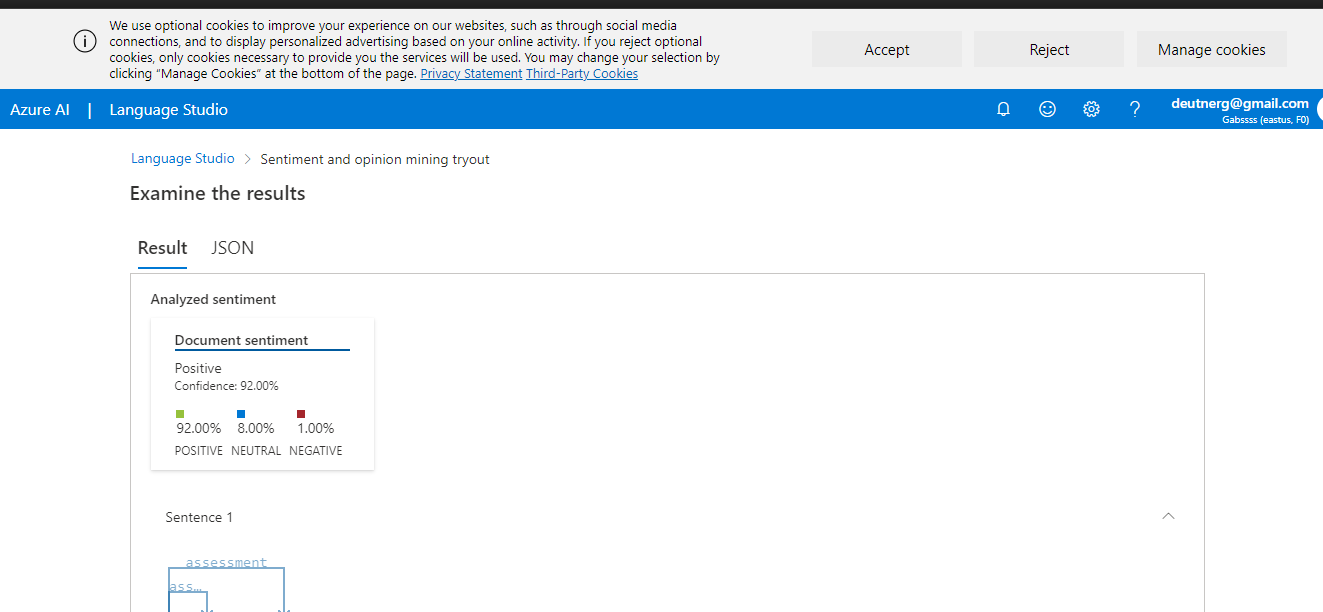 We use optional cookies to improve your experience on our websites, such as through social media
connections, and to display personalized advertising based on your online activity. If you reject optional
cookies, only cookies necessary to provide you the services will be used. You may change your selection by
clicking “Manage Cookies” at the bottom of the page. Privacy Statement Third-Party Cookies
Accept
Reject
Manage cookies
Azure AI | Language Studio
deutnerg@gmail.com
Gabssss (eastus, F0)
Language Studio > Sentiment and opinion mining tryout
Examine the results
Result JSON
Analyzed sentiment
Document sentiment
Positive
Confidence: 92.00%
92.00% 8.00% 1.00%
POSITIVE NEUTRAL NEGATIVE
Sentence 1
assessment
ass...